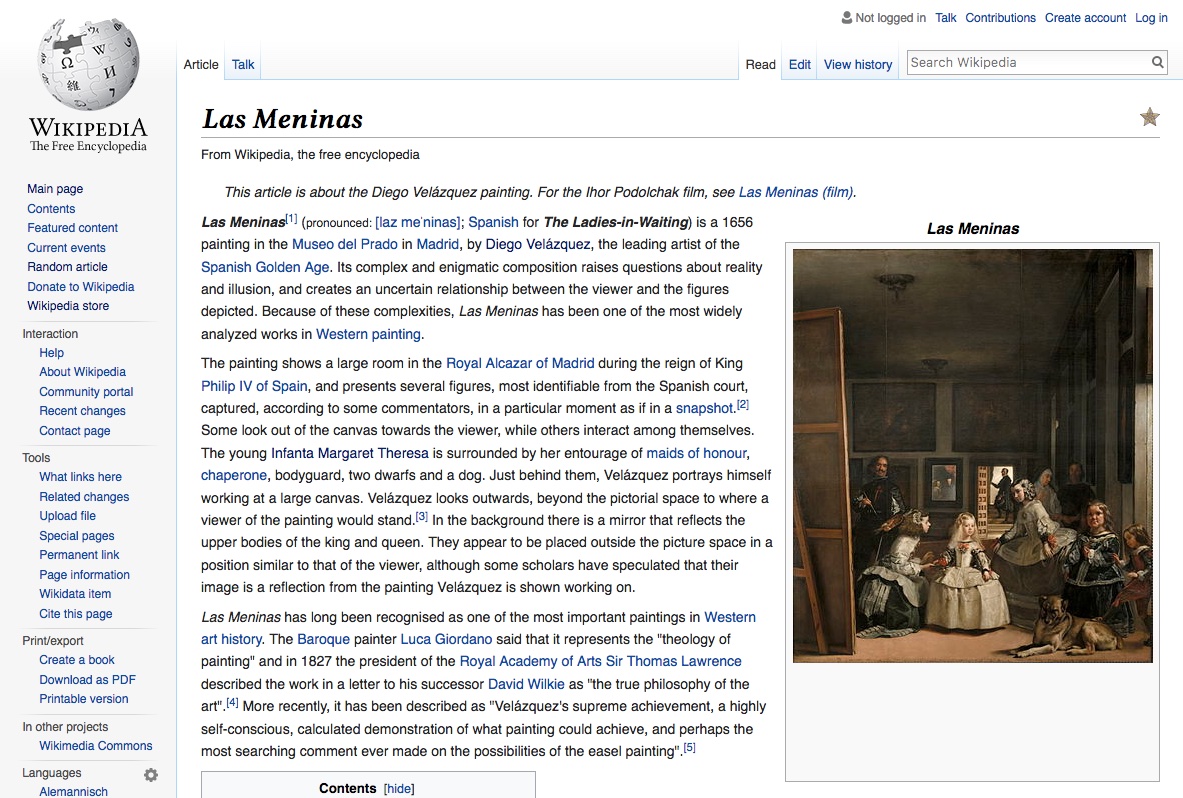 Not logged in Talk Contributions Create account Log in
Article Talk Read Edit View history Search Wikipedia
WIKIPEDIA
The Free Encyclopedia
Main page
Contents
Featured content
Current events
Random article
Donate to Wikipedia
Wikipedia store
Interaction
Help
About Wikipedia
Community portal
Recent changes
Contact page
Tools
What links here
Related changes
Upload file
Special pages
Permanent link
Page information
Wikidata item
Cite this page
Print/export
Create a book
Download as PDF
Printable version
In other projects
Wikimedia Commons
Languages
Alemannisch
Las Meninas
From Wikipedia, the free encyclopedia
This article is about the Diego Velázquez painting. For the Ihor Podolchak film, see Las Meninas (film).
Las Meninas[1] (pronounced: [laz meˈninas]; Spanish for The Ladies-in-Waiting) is a 1656
painting in the Museo del Prado in Madrid, by Diego Velázquez, the leading artist of the
Spanish Golden Age. Its complex and enigmatic composition raises questions about reality
and illusion, and creates an uncertain relationship between the viewer and the figures
depicted. Because of these complexities, Las Meninas has been one of the most widely
analyzed works in Western painting.
The painting shows a large room in the Royal Alcazar of Madrid during the reign of King
Philip IV of Spain, and presents several figures, most identifiable from the Spanish court,
captured, according to some commentators, in a particular moment as if in a snapshot.[2]
Some look out of the canvas towards the viewer, while others interact among themselves.
The young Infanta Margaret Theresa is surrounded by her entourage of maids of honour,
chaperone, bodyguard, two dwarfs and a dog. Just behind them, Velázquez portrays himself
working at a large canvas. Velázquez looks outwards, beyond the pictorial space to where a
viewer of the painting would stand.[3] In the background there is a mirror that reflects the
upper bodies of the king and queen. They appear to be placed outside the picture space in a
position similar to that of the viewer, although some scholars have speculated that their
image is a reflection from the painting Velázquez is shown working on.
Las Meninas has long been recognised as one of the most important paintings in Western
art history. The Baroque painter Luca Giordano said that it represents the "theology of
painting" and in 1827 the president of the Royal Academy of Arts Sir Thomas Lawrence
described the work in a letter to his successor David Wilkie as "the true philosophy of the
art".[4] More recently, it has been described as "Velázquez's supreme achievement, a highly
self-conscious, calculated demonstration of what painting could achieve, and perhaps the
most searching comment ever made on the possibilities of the easel painting".[5]
Contents [hide]
Las Meninas